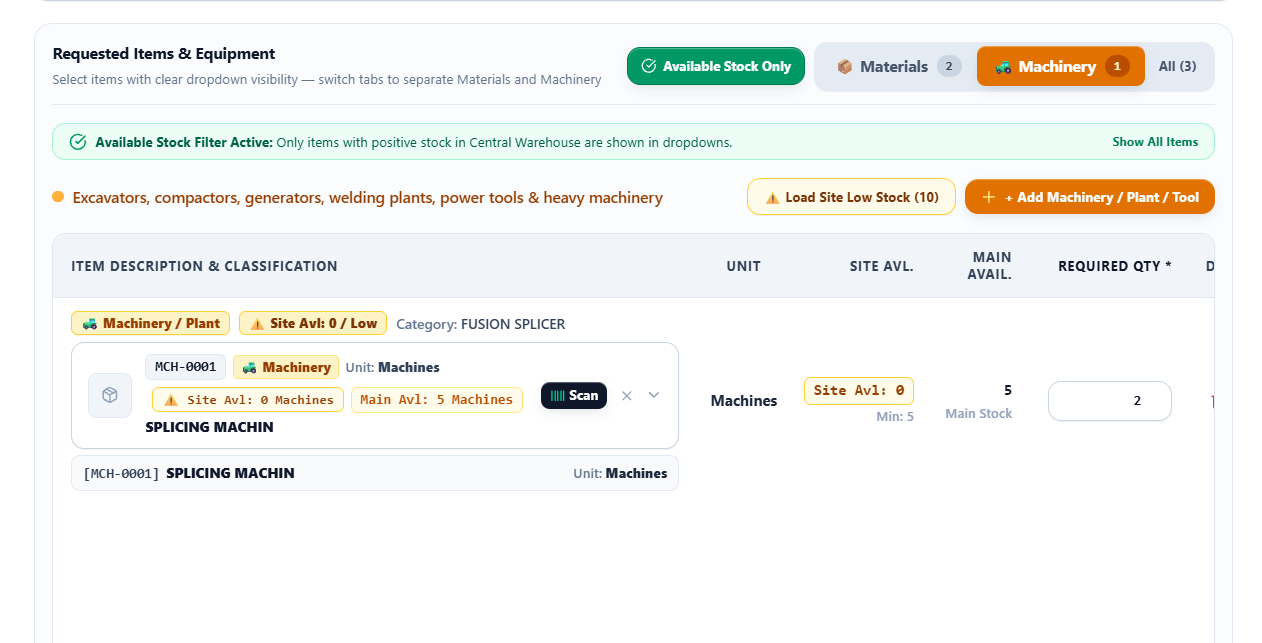 Requested Items & Equipment
Select items with clear dropdown visibility — switch tabs to separate Materials and Machinery
Available Stock Only
Materials 2
Machinery 1
All (3)
Available Stock Filter Active: Only items with positive stock in Central Warehouse are shown in dropdowns.
Show All Items
Excavators, compactors, generators, welding plants, power tools & heavy machinery
Load Site Low Stock (10)
+ + Add Machinery / Plant / Tool
ITEM DESCRIPTION & CLASSIFICATION
UNIT
SITE AVL.
MAIN
AVAIL.
REQUIRED QTY *
Machinery / Plant
Site Avl: 0 / Low
Category: FUSION SPLICER
MCH-0001
Machinery
Unit: Machines
Site Avl: 0 Machines
Main Avl: 5 Machines
SPLICING MACHIN
Scan
Machines
Site Avl: 0
Min: 5
5
Main Stock
2
[MCH-0001] SPLICING MACHIN
Unit: Machines